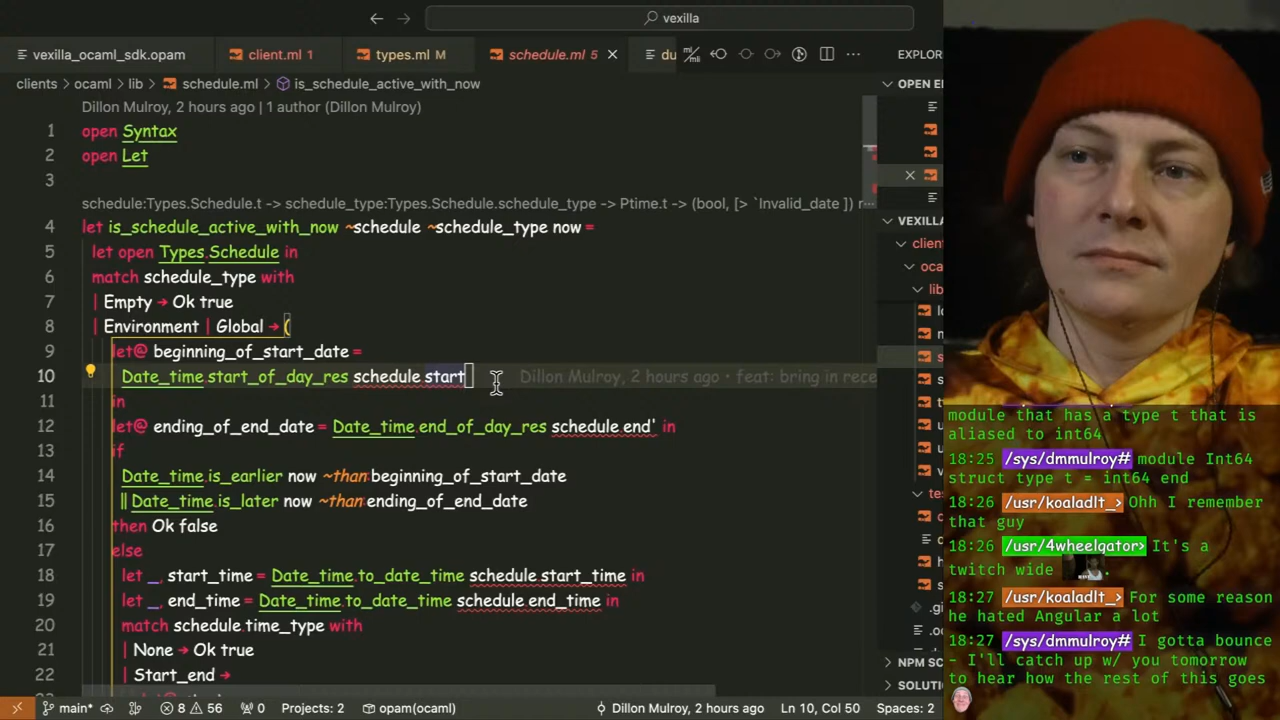 vexilla
vexilla_ocaml_sdk.opam
client.ml 1
types.ml M
schedule.ml 5
du
EXPLOR
clients > ocaml > lib > schedule.ml > is_schedule_active_with_now
OPEN E
Dillon Mulroy, 2 hours ago | 1 author (Dillon Mulroy)
1 open Syntax
2 open Let
3
schedule:Types.Schedule.t -> schedule_type:Types.Schedule.schedule_type -> Ptime.t -> (bool, [> `Invalid_date ]) r
4 let is_schedule_active_with_now ~schedule ~schedule_type now =
5 let open Types.Schedule in
6 match schedule_type with
7 | Empty → Ok true
8 | Environment | Global → (
9 let@ beginning_of_start_date =
10 Date_time.start_of_day_res schedule.start
Dillon Mulroy, 2 hours ago • feat: bring in rece
11 in
12 let@ ending_of_end_date = Date_time.end_of_day_res schedule.end' in
13 if
14 Date_time.is_earlier now ~than:beginning_of_start_date
15 || Date_time.is_later now ~than:ending_of_end_date
16 then Ok false
17 else
18 let _, start_time = Date_time.to_date_time schedule.start_time in
19 let _, end_time = Date_time.to_date_time schedule.end_time in
20 match schedule.time_type with
21 | None → Ok true
22 | Start_end →
VEXILL
clien
oca
lib
NPM SC
SOLUTIO
module that has a type t that is
aliased to int64
18:25 /sys/dmmulroy# module Int64
struct type t = int64 end
18:26 /usr/koaladlt_> Ohh I remember
that guy
18:26 /usr/4wheelgator> It's a
twitch wide .
18:27 /usr/koaladlt_> For some reason
he hated Angular a lot
18:27 /sys/dmmulroy# I gotta bounce
- I'll catch up w/ you tomorrow
to hear how the rest of this goes
main* 8 56 0 Projects: 2 opam(ocaml) Dillon Mulroy, 2 hours ago Ln 10, Col 50 Spaces: 2